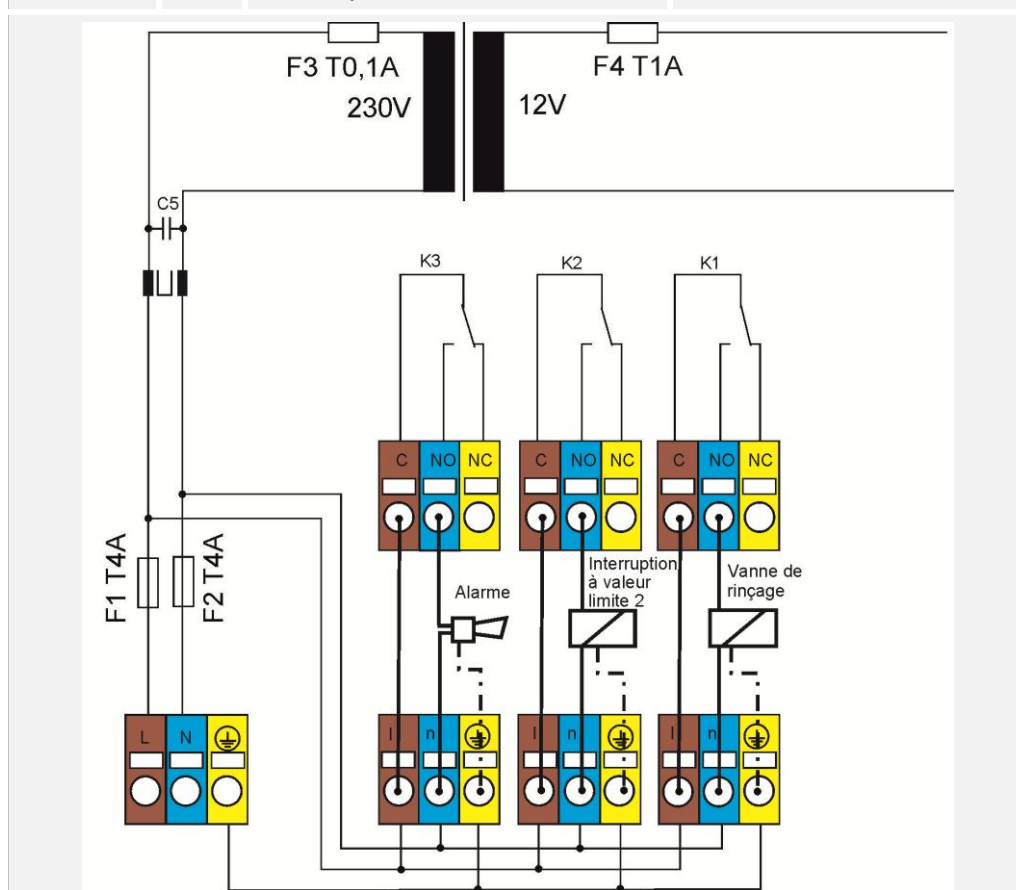 F3 T0,1A
F4 T1A
230V
12V
C5
K3
K2
K1
C NO NC
C NO NC
C NO NC
F1 T4A
F2 T4A
Alarme
Interruption
à valeur
limite 2
Vanne de
rinçage
L N
l n
l n
l n